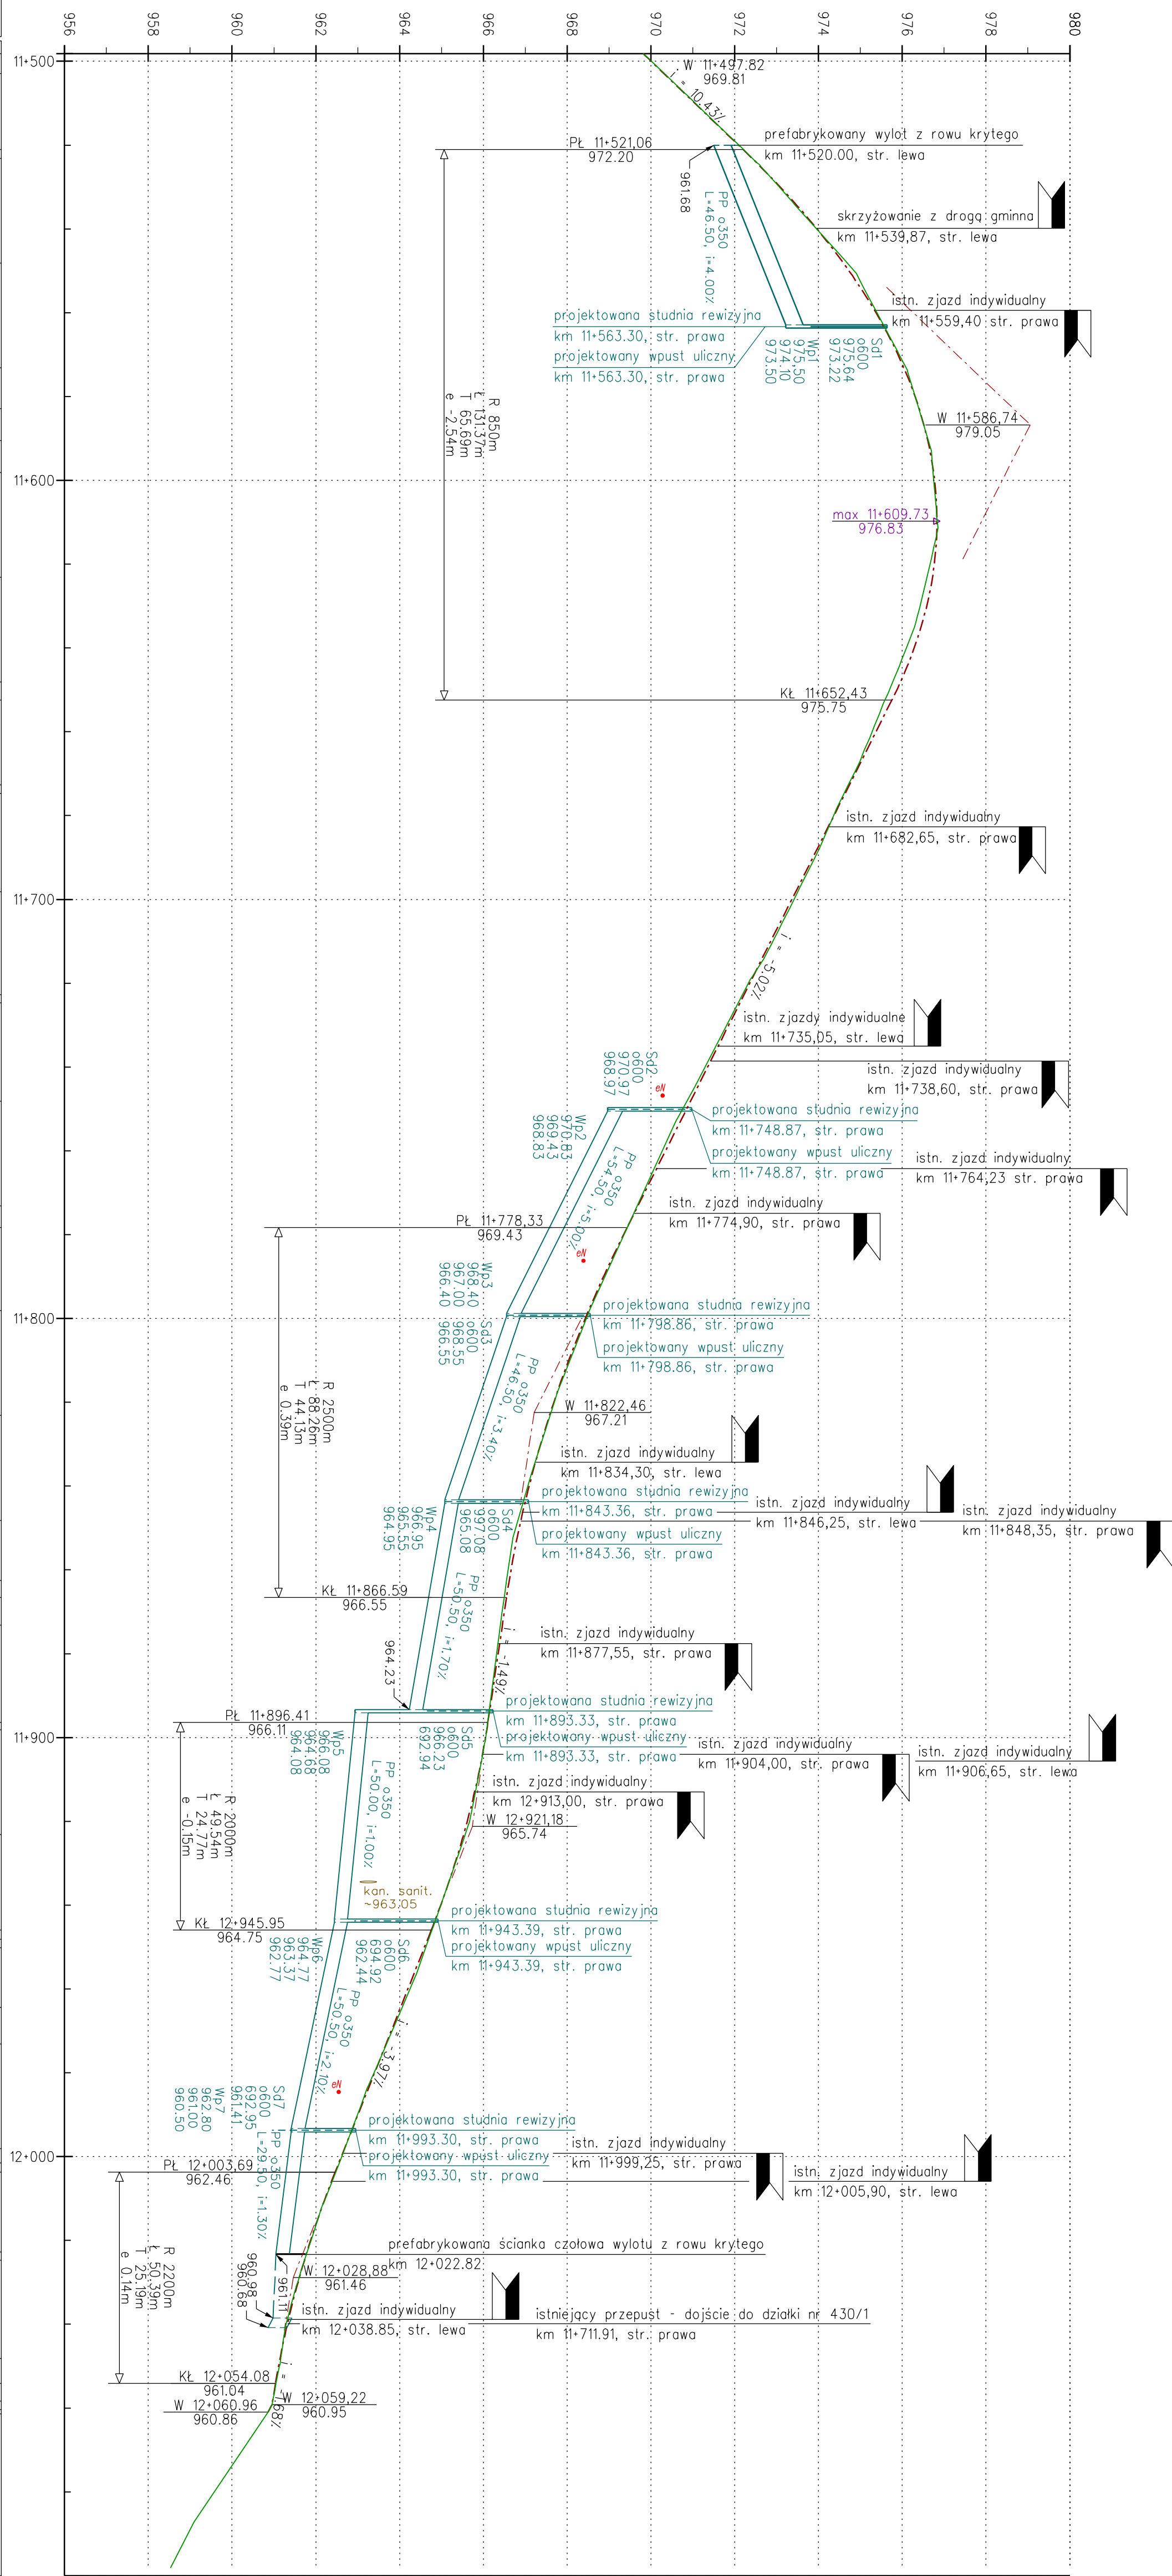 956
958
960
962
964
966
968
970
972
974
976
978
980
11+500
W 11+497.82
969.81
i = 10.43%
PŁ 11+521,06
972.20
prefabrykowany wylot z rowu krytego
km 11+520.00, str. lewa
961.68
PP o350
L=46.50, i=4.00%
skrzyżowanie z drogą gminna
km 11+539,87, str. lewa
istn. zjazd indywidualny
km 11+559,40 str. prawa
projektowana studnia rewizyjna
km 11+563.30, str. prawa
projektowany wpust uliczny
km 11+563.30, str. prawa
Sd1
o600
975.64
973.22
Wp1
975,50
974.10
973.50
R 850m
Ł 131.37m
T 65.69m
e -2.54m
W 11+586,74
979.05
11+600
max 11+609.73
976.83
KŁ 11+652,43
975.75
istn. zjazd indywidualny
km 11+682,65, str. prawa
11+700
i = -5.02%
istn. zjazdy indywidualne
km 11+735,05, str. lewa
istn. zjazd indywidualny
km 11+738,60, str. prawa
Sd2
o600
970.97
968.97
eN
projektowana studnia rewizyjna
km 11+748.87, str. prawa
projektowany wpust uliczny
km 11+748.87, str. prawa
Wp2
970.83
969.43
968.83
PP o350
L=54.50, i=5.00%
istn. zjazd indywidualny
km 11+764,23 str. prawa
istn. zjazd indywidualny
km 11+774,90, str. prawa
PŁ 11+778,33
969.43
eN
Wp3
968.40
967.00
966.40
Sd3
o600
968.55
966.55
11+800
projektowana studnia rewizyjna
km 11+798.86, str. prawa
projektowany wpust uliczny
km 11+798.86, str. prawa
PP o350
L=46.50, i=3.40%
R 2500m
Ł 88.26m
T 44.13m
e 0.39m
W 11+822,46
967.21
istn. zjazd indywidualny
km 11+834,30, str. lewa
projektowana studnia rewizyjna
km 11+843.36, str. prawa
projektowany wpust uliczny
km 11+843.36, str. prawa
istn. zjazd indywidualny
km 11+846,25, str. lewa
istn. zjazd indywidualny
km 11+848,35, str. prawa
Wp4
966.95
965.55
964.95
Sd4
o600
997.08
965.08
PP o350
L=50.50, i=1.70%
KŁ 11+866.59
966.55
i = -1.49%
istn. zjazd indywidualny
km 11+877,55, str. prawa
964.23
PŁ 11+896.41
966.11
projektowana studnia rewizyjna
km 11+893.33, str. prawa
projektowany wpust uliczny
km 11+893.33, str. prawa
11+900
istn. zjazd indywidualny
km 11+904,00, str. prawa
istn. zjazd indywidualny
km 11+906,65, str. lewa
Sd5
o600
966.23
692.94
Wp5
966.08
964.68
964.08
PP o350
L=50.00, i=1.00%
istn. zjazd indywidualny
km 12+913,00, str. prawa
W 12+921,18
965.74
R 2000m
Ł 49.54m
T 24.77m
e -0.15m
kan. sanit.
~963.05
KŁ 12+945.95
964.75
projektowana studnia rewizyjna
km 11+943.39, str. prawa
projektowany wpust uliczny
km 11+943.39, str. prawa
Sd6
o600
694.92
962.44
Wp6
964.77
963.37
962.77
PP o350
L=50.50, i=2.10%
i = -3.97%
eN
Sd7
o600
692.95
961.41
Wp7
962.80
961.00
960.50
PP o350
L=29.50, i=1.30%
projektowana studnia rewizyjna
km 11+993.30, str. prawa
projektowany wpust uliczny
km 11+993.30, str. prawa
12+000
istn. zjazd indywidualny
km 11+999,25, str. prawa
PŁ 12+003,69
962.46
istn. zjazd indywidualny
km 12+005,90, str. lewa
prefabrykowana ścianka czołowa wylotu z rowu krytego
km 12+022.82
W 12+028,88
961.46
961.11
960.98
960.68
R 2200m
Ł 50.39m
T 25.19m
e 0.14m
istn. zjazd indywidualny
km 12+038.85, str. lewa
istniejący przepust - dojście do działki nr 430/1
km 11+711.91, str. prawa
KŁ 12+054.08
961.04
i = -1.68%
W 12+059,22
960.95
W 12+060.96
960.86